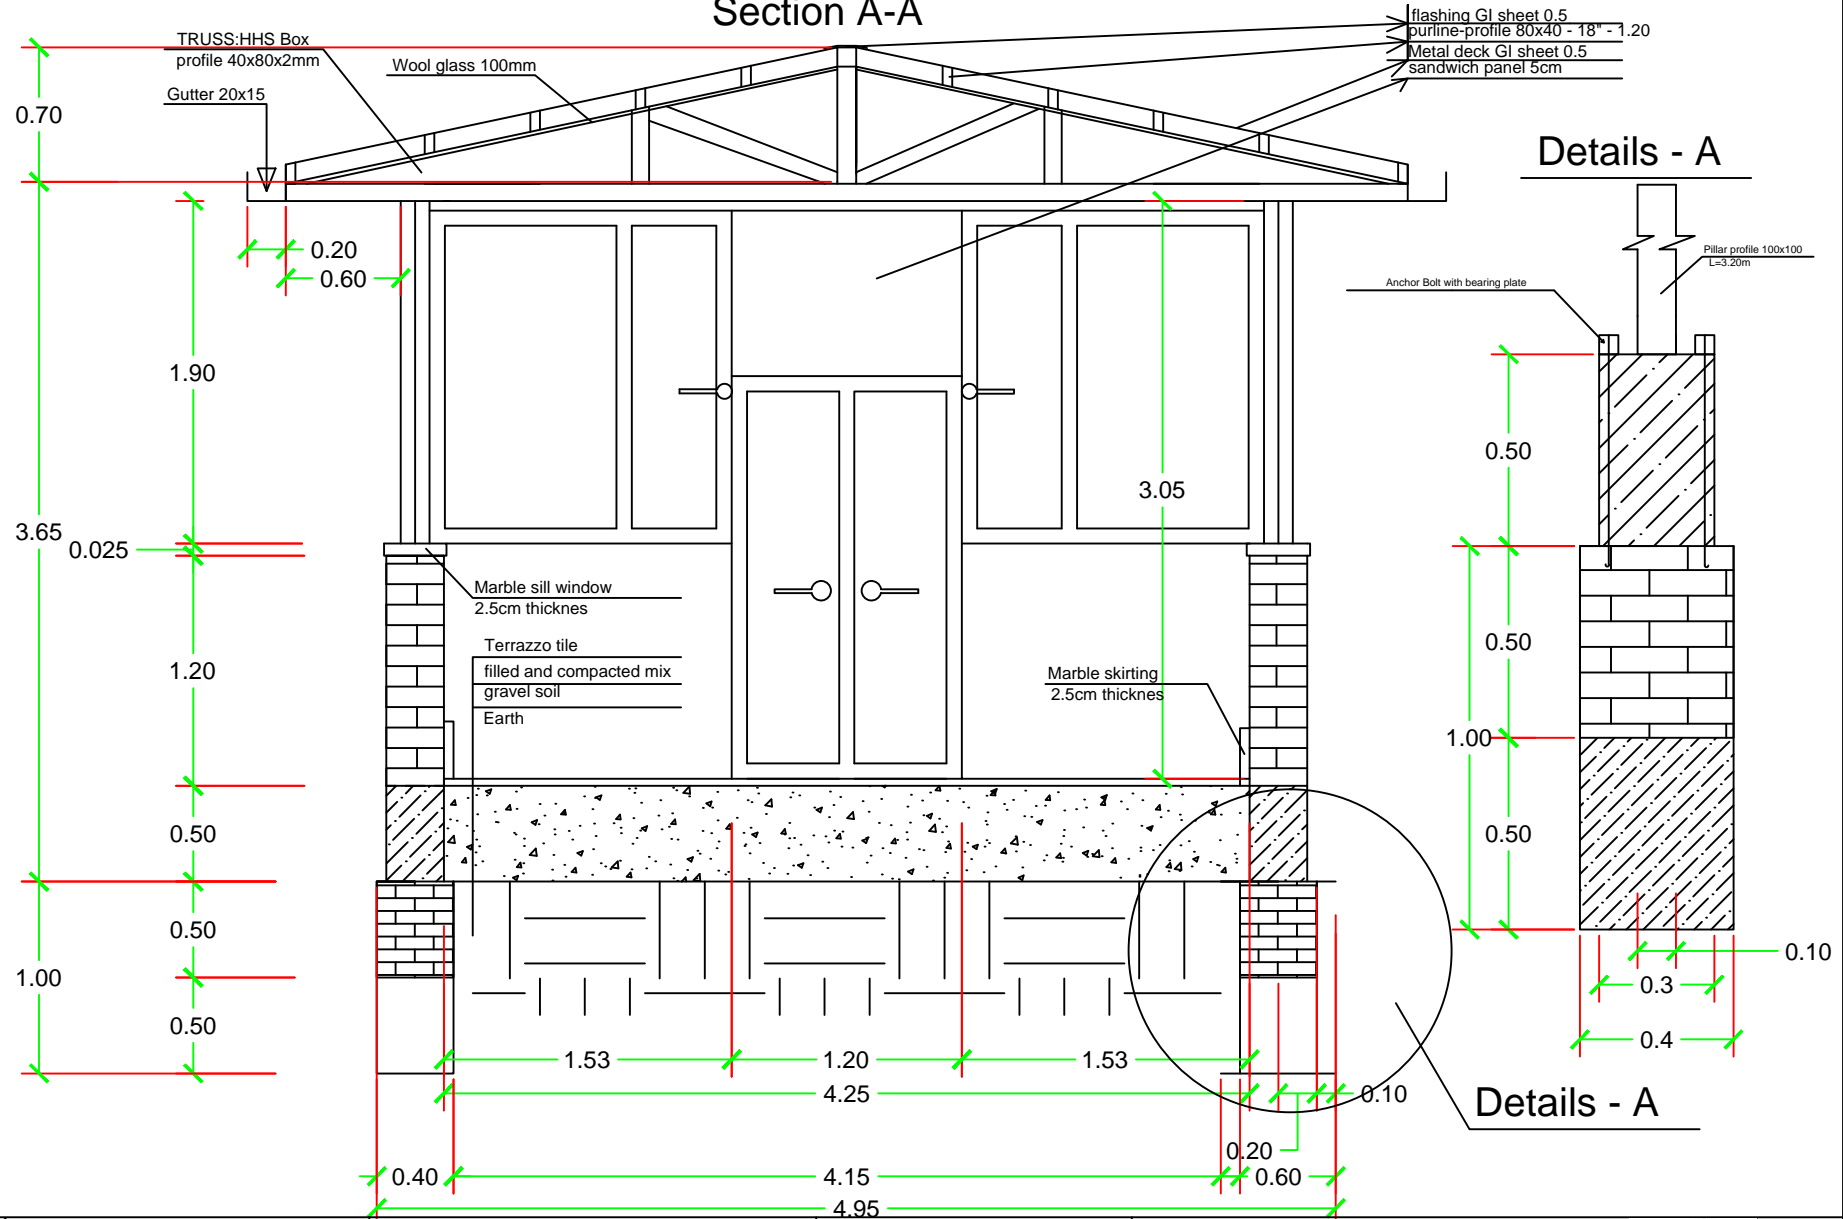 Section A-A
flashing GI sheet 0.5
purline-profile 80x40 - 18" - 1.20
Metal deck GI sheet 0.5
sandwich panel 5cm
TRUSS:HHS Box
profile 40x80x2mm
Wool glass 100mm
Gutter 20x15
0.70
0.20
0.60
1.90
3.65
0.025
3.05
Marble sill window
2.5cm thicknes
Terrazzo tile
filled and compacted mix
gravel soil
Earth
1.20
Marble skirting
2.5cm thicknes
0.50
0.50
1.00
0.50
1.53
1.20
1.53
4.25
0.10
0.20
0.40
4.15
0.60
4.95
Details - A
Pillar profile 100x100
L=3.20m
Anchor Bolt with bearing plate
0.50
0.50
1.00
0.50
0.10
0.3
0.4
Details - A